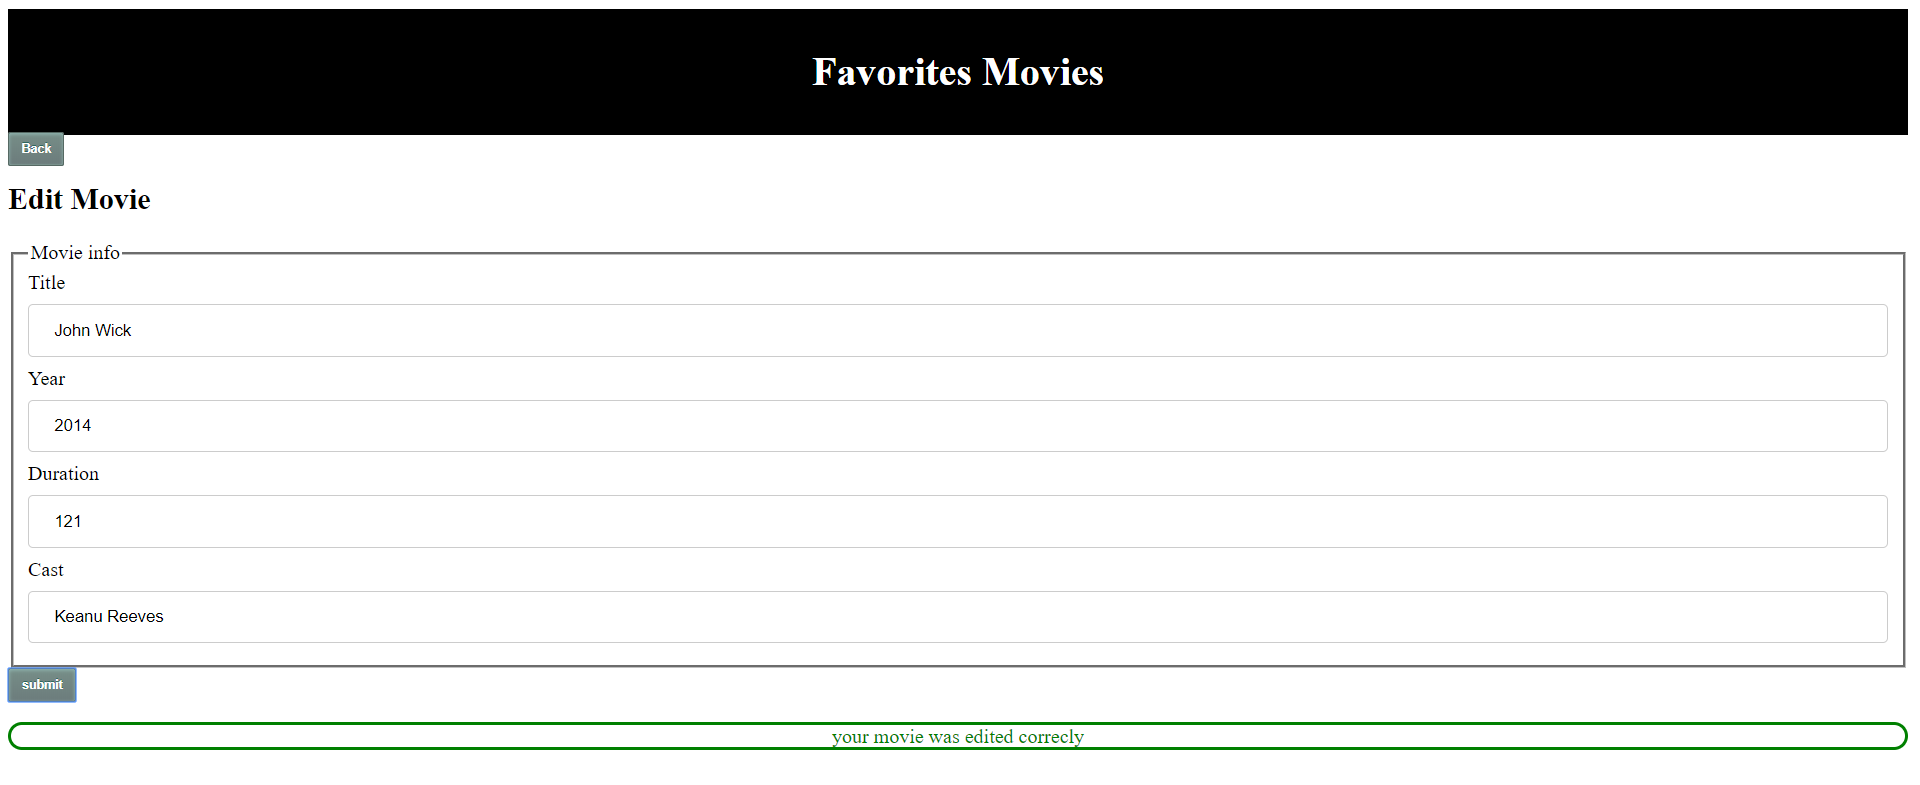 Favorites Movies
Back
Edit Movie
Movie info
Title
John Wick
Year
2014
Duration
121
Cast
Keanu Reeves
submit
your movie was edited correcly